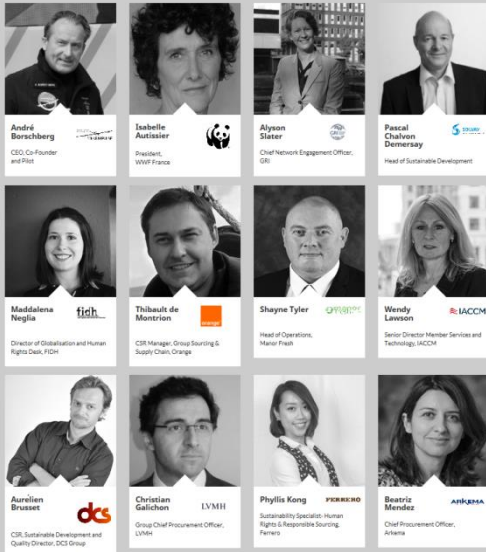 André
Borschberg
CEO, Co-Founder
and Pilot
Isabelle
Autissier
President,
WWF France
Alyson
Slater
GRI
Chief Network Engagement Officer,
GRI
Pascal
Chalvon
Demersay
SOLVAY
Head of Sustainable Development
Maddalena
Neglia
fidh
Director of Globalisation and Human
Rights Desk, FIDH
Thibault de
Montrion
orange
CSR Manager, Group Sourcing &
Supply Chain, Orange
Shayne Tyler
Head of Operations,
Manor Fresh
Wendy
Lawson
IACCM
Senior Director Member Services and
Technology, IACCM
Aurelien
Brusset
dcs
CSR, Sustainable Development and
Quality Director, DCS Group
Christian
Galichon
LVMH
Group Chief Procurement Officer,
LVMH
Phyllis Kong
FERRERO
Sustainability Specialist- Human
Rights & Responsible Sourcing,
Ferrero
Beatriz
Mendez
ARKEMA
Chief Procurement Officer,
Arkema